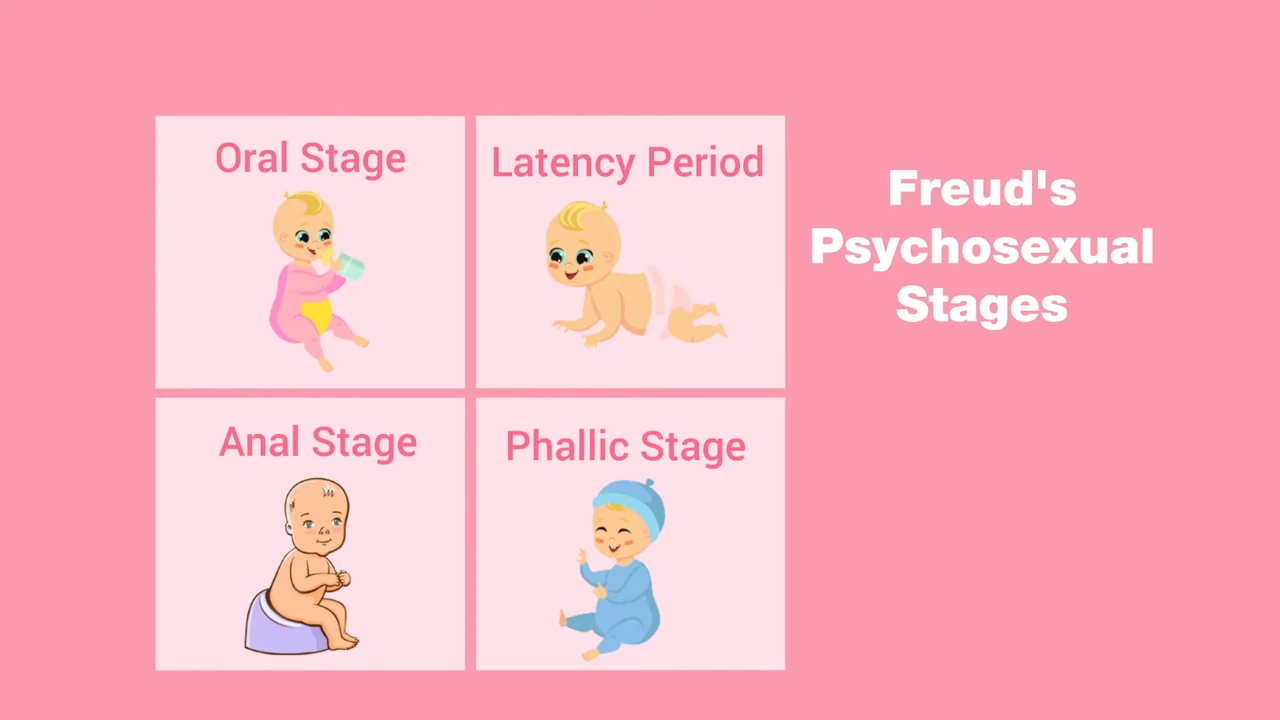 Oral Stage
Latency Period
Anal Stage
Phallic Stage
Freud's
Psychosexual
Stages